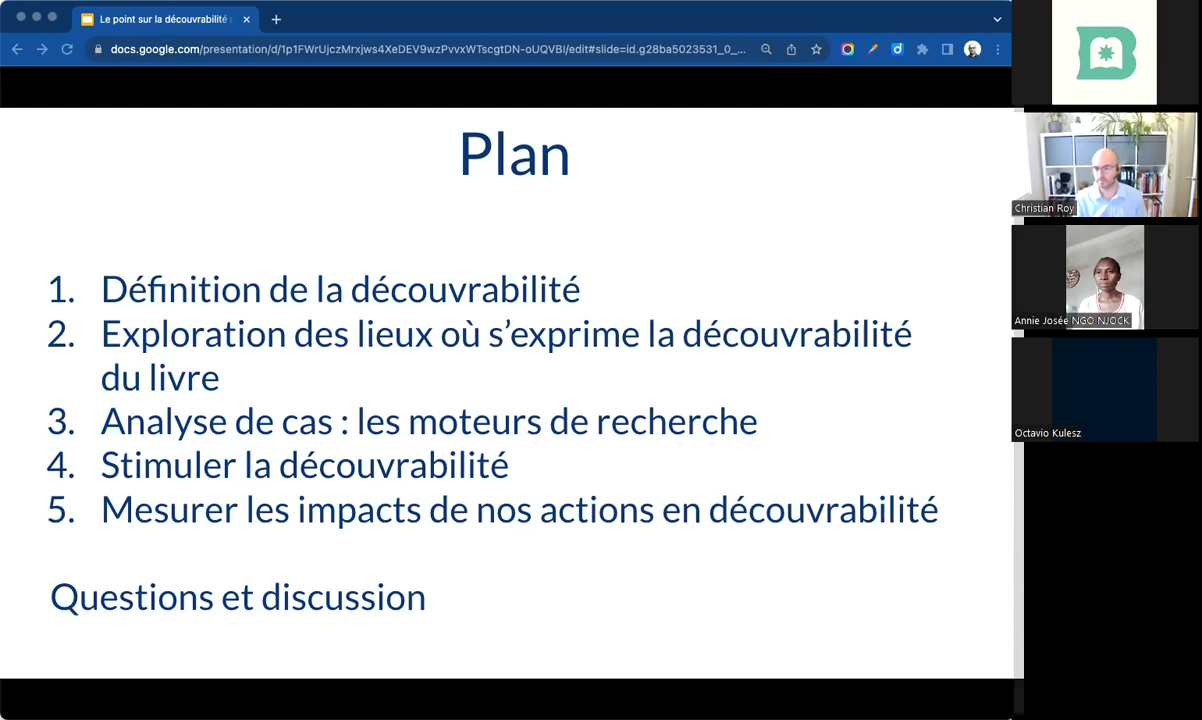 Le point sur la découvrabilité
docs.google.com/presentation/d/1p1FWrUjczMrxjws4XeDEV9wzPvvxWTscgtDN-oUQVBI/edit#slide=id.g28ba5023531_0_...
Plan
1. Définition de la découvrabilité
2. Exploration des lieux où s’exprime la découvrabilité
du livre
3. Analyse de cas : les moteurs de recherche
4. Stimuler la découvrabilité
5. Mesurer les impacts de nos actions en découvrabilité
Questions et discussion
Christian Roy
Annie Josée NGO NJOCK
Octavio Kulesz